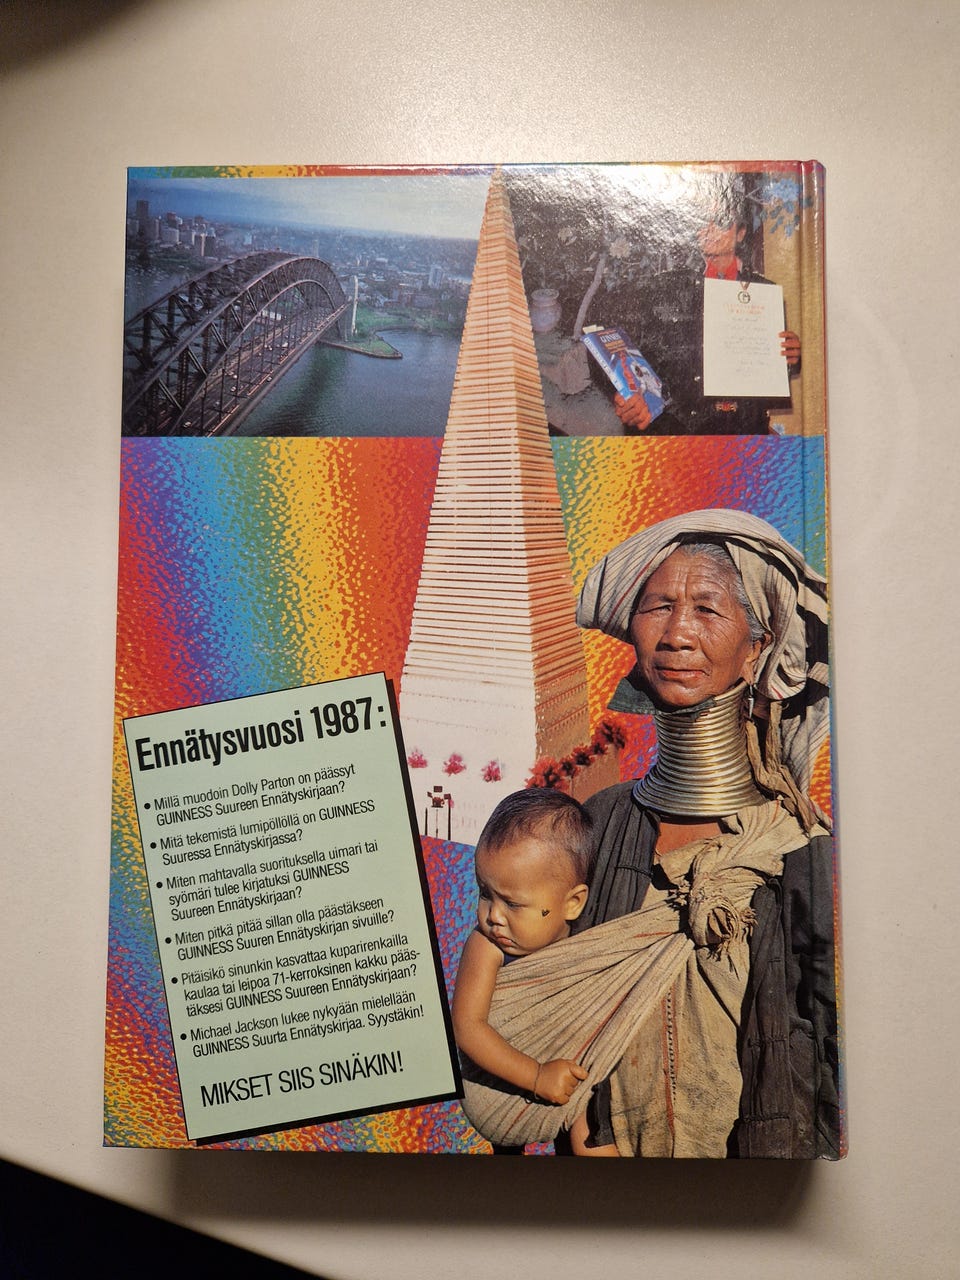 GUINNESS
Ennätysvuosi 1987:
• Millä muodoin Dolly Parton on päässyt
GUINNESS Suureen Ennätyskirjaan?
• Mitä tekemistä lumipöllöllä on GUINNESS
Suuressa Ennätyskirjassa?
• Miten mahtavalla suorituksella uimari tai
syömäri tulee kirjatuksi GUINNESS
Suureen Ennätyskirjaan?
• Miten pitkä pitää sillan olla päästäkseen
GUINNESS Suuren Ennätyskirjan sivuille?
• Pitäisikö sinunkin kasvattaa kuparirenkailla
kaulaa tai leipoa 71-kerroksinen kakku pääs-
täksesi GUINNESS Suureen Ennätyskirjaan?
• Michael Jackson lukee nykyään mielellään
GUINNESS Suurta Ennätyskirjaa. Syystäkin!
MIKSET SIIS SINÄKIN!